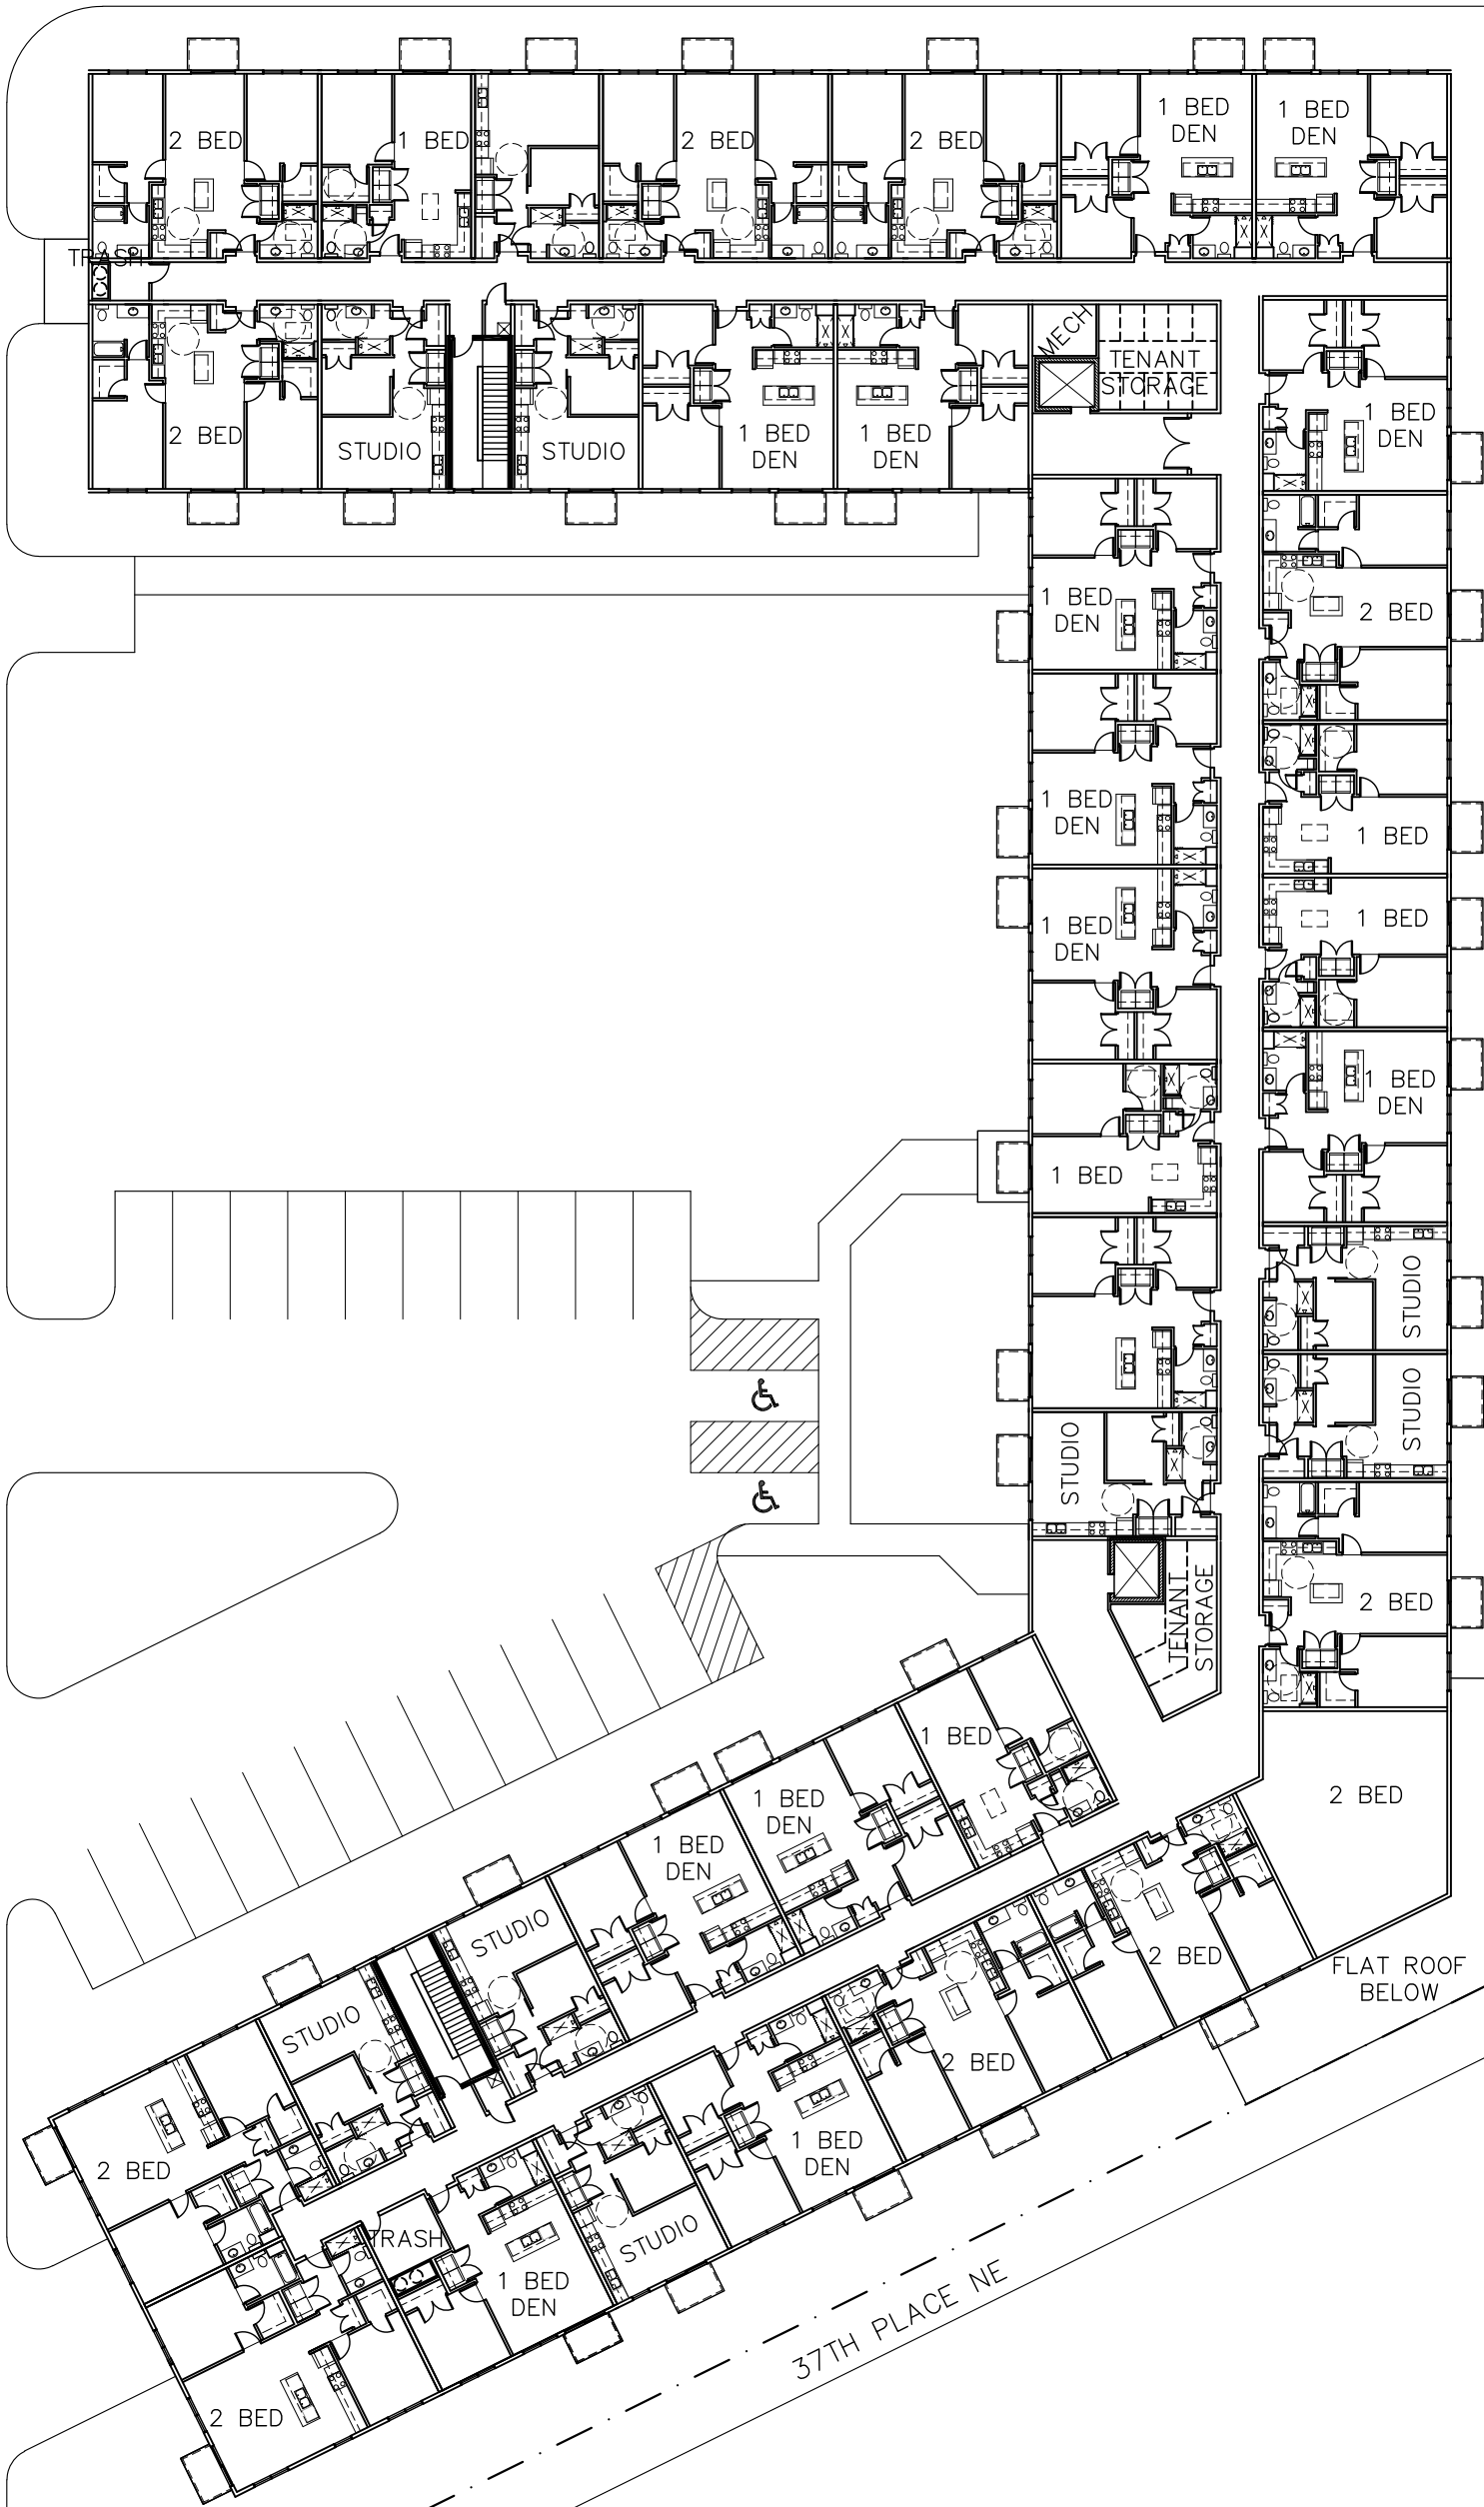 1 BED
DEN
1 BED
DEN
2 BED
1 BED
2 BED
2 BED
TRASH
MECH
TENANT
STORAGE
2 BED
STUDIO
STUDIO
1 BED
DEN
1 BED
DEN
1 BED
DEN
1 BED
DEN
2 BED
1 BED
DEN
1 BED
1 BED
DEN
1 BED
1 BED
DEN
1 BED
STUDIO
STUDIO
STUDIO
TENANT
STORAGE
2 BED
1 BED
2 BED
1 BED
DEN
1 BED
DEN
STUDIO
2 BED
FLAT ROOF
BELOW
STUDIO
2 BED
1 BED
DEN
2 BED
TRASH
STUDIO
1 BED
DEN
37TH PLACE NE
2 BED